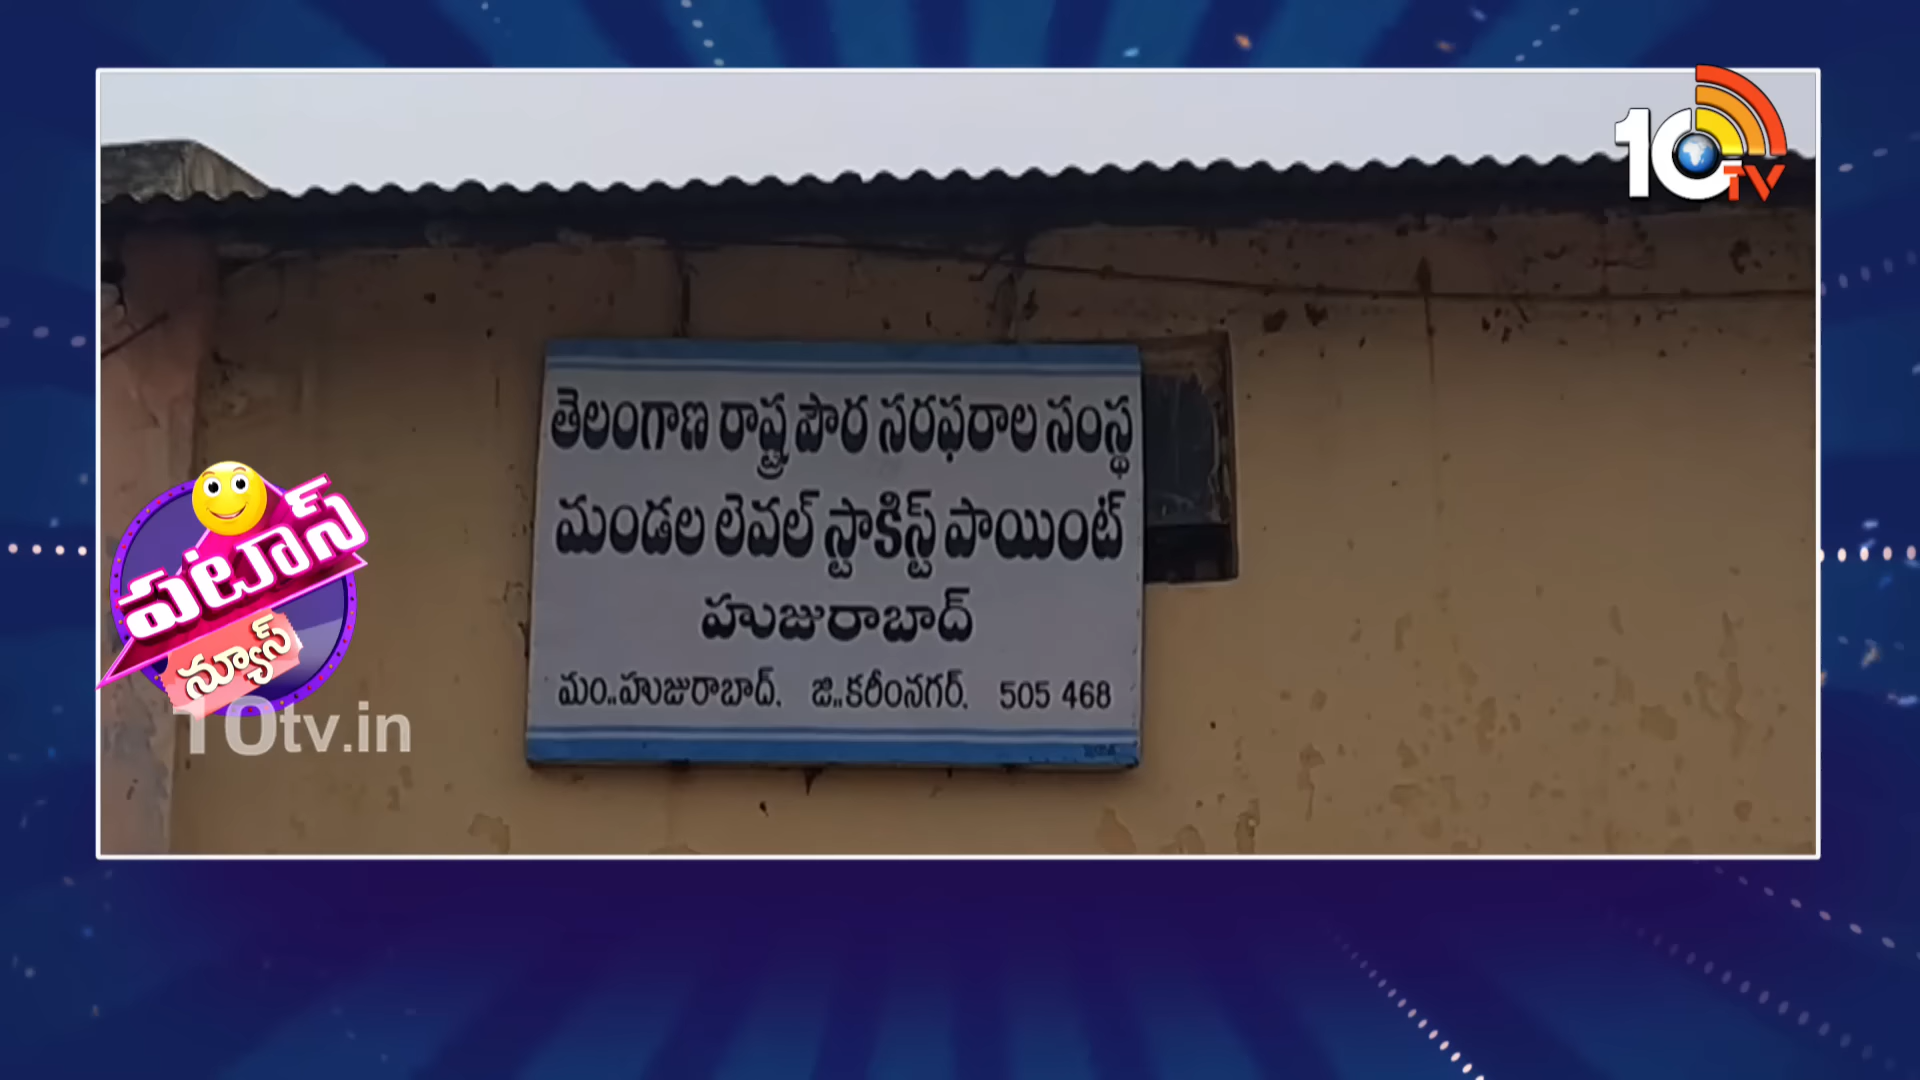 10TV
తెలంగాణ రాష్ట్ర పౌర సరఫరాల సంస్థ
మండల లెవల్ స్టాకిస్ట్ పాయింట్
హుజురాబాద్
మం..హుజురాబాద్. జి..కరీంనగర్. 505 468
పటాస్
న్యూస్
10tv.in